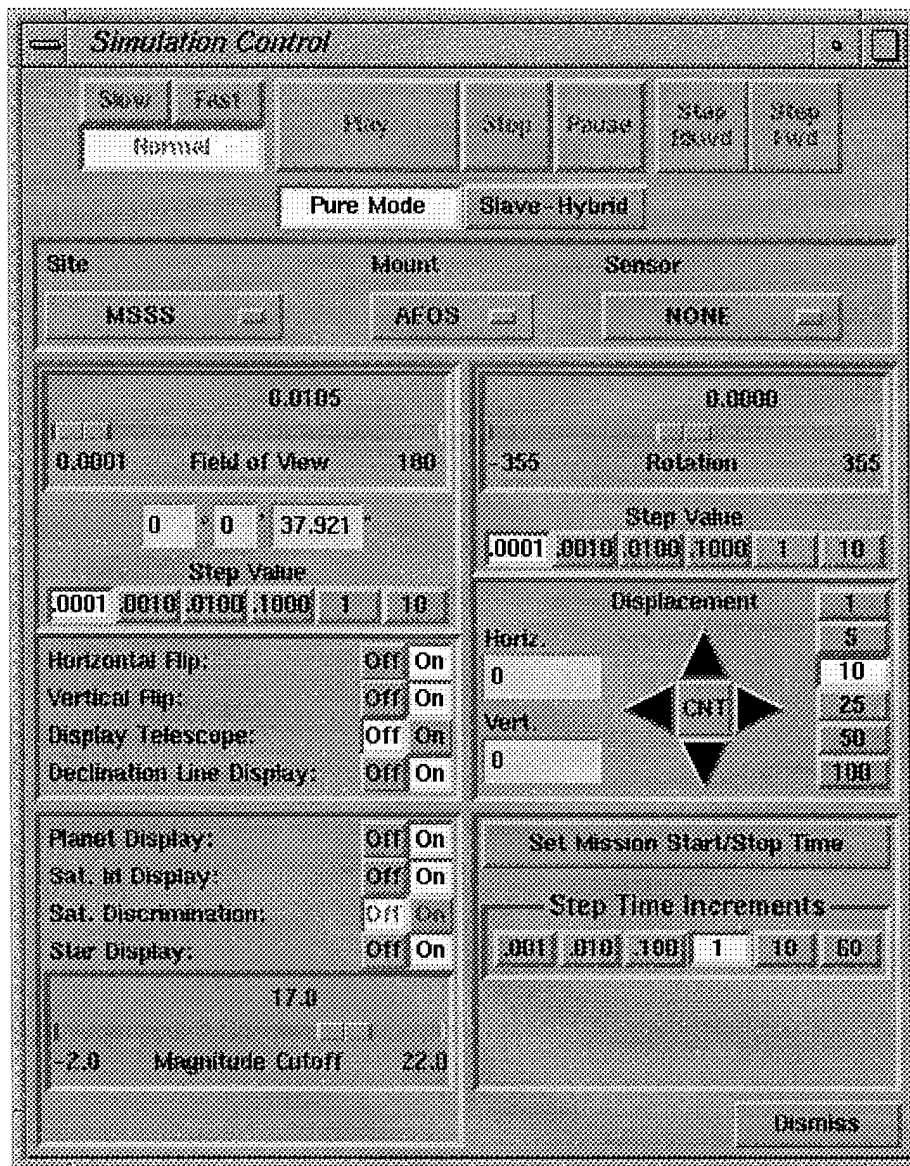 Simulation Control
Slow Fast
Normal
Play Stop Pause Step Bkwd Step Fwd
Pure Mode Slave-Hybrid
Site Mount Sensor
MSSS AEOS NONE
0.0105
0.0001 Field of View 180
0 ° 0 ' 37.921 "
Step Value
.0001 .0010 .0100 .1000 1 10
0.0000
-355 Rotation 355
Step Value
.0001 .0010 .0100 .1000 1 10
Horizontal Flip: Off On
Vertical Flip: Off On
Display Telescope: Off On
Declination Line Display: Off On
Displacement
Horiz.
0
Vert.
0
CNT
1
5
10
25
50
100
Planet Display: Off On
Sat. Id Display: Off On
Sat. Discrimination: Off On
Star Display: Off On
17.0
-2.0 Magnitude Cutoff 22.0
Set Mission Start/Stop Time
Step Time Increments
.001 .010 .100 1 10 60
Dismiss